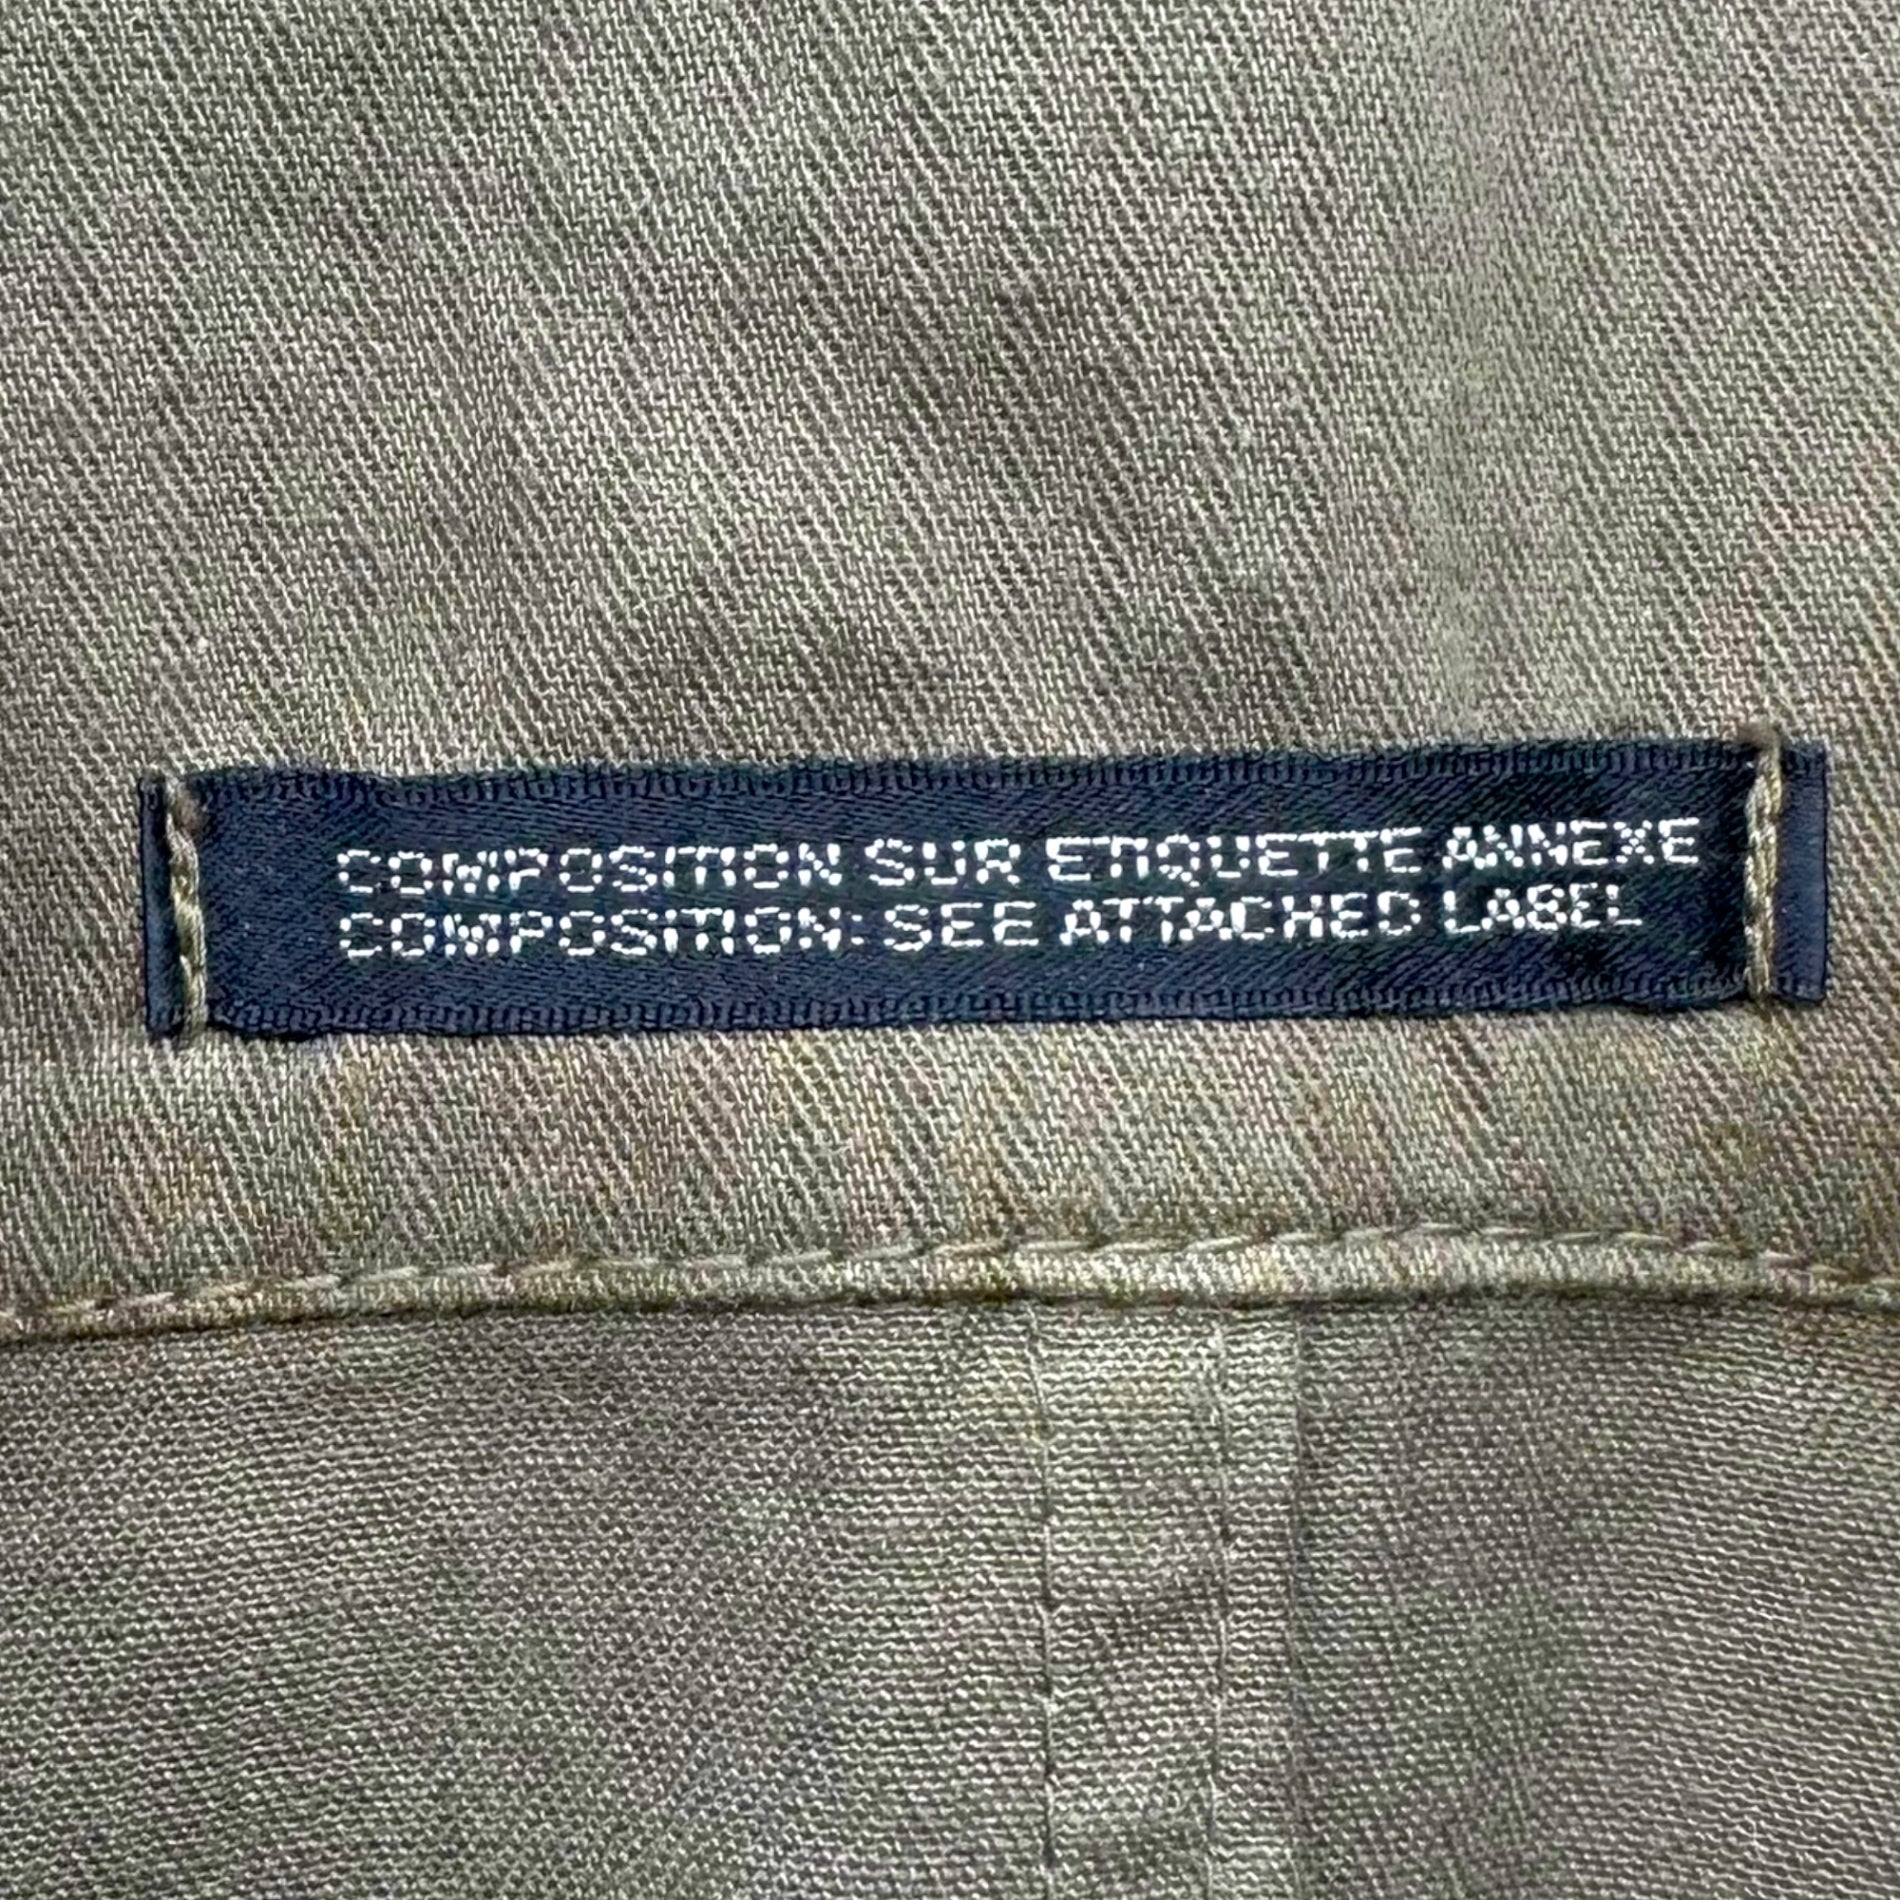 COMPOSITION SUR ETIQUETTE ANNEXE
COMPOSITION: SEE ATTACHED LABEL